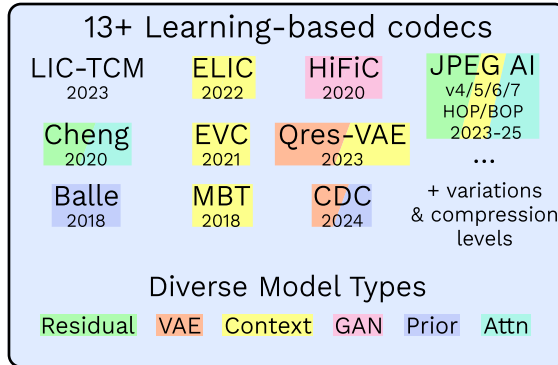 13+ Learning-based codecs
LIC-TCM
2023
ELIC
2022
HiFiC
2020
JPEG AI
v4/5/6/7
HOP/BOP
2023-25
Cheng
2020
EVC
2021
Qres-VAE
2023
...
Balle
2018
MBT
2018
CDC
2024
+ variations
& compression
levels
Diverse Model Types
Residual VAE Context GAN Prior Attn